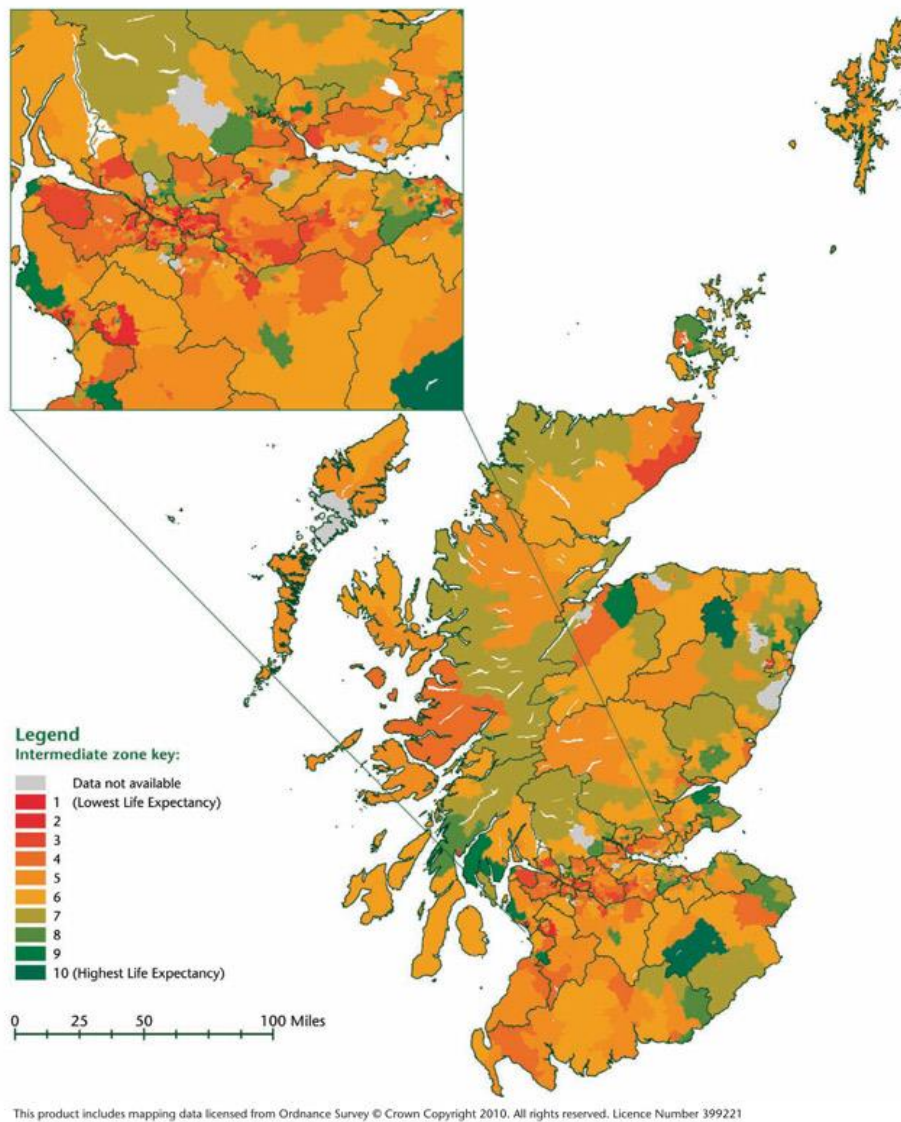 Legend
Intermediate zone key:
Data not available
1 (Lowest Life Expectancy)
2
3
4
5
6
7
8
9
10 (Highest Life Expectancy)
0 25 50 100 Miles
This product includes mapping data licensed from Ordnance Survey © Crown Copyright 2010. All rights reserved. Licence Number 399221